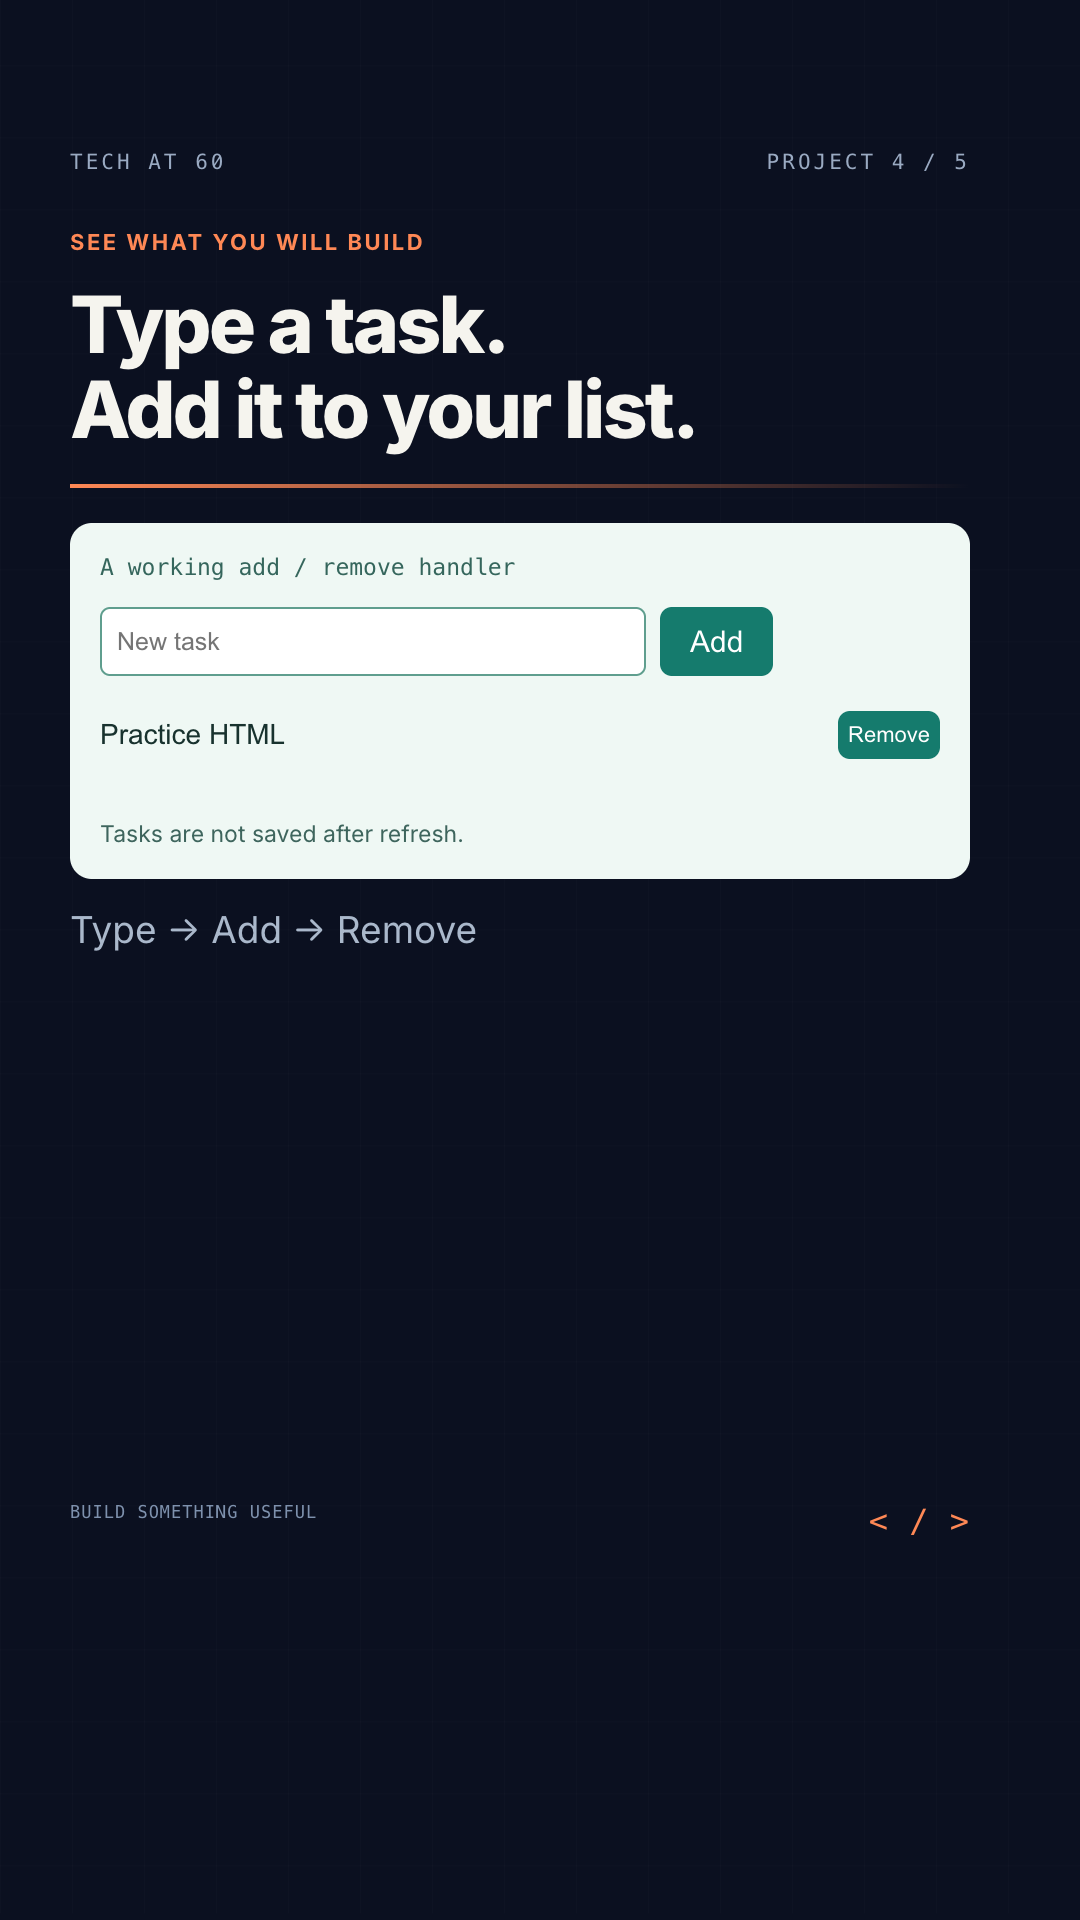 TECH AT 60
PROJECT 4 / 5
SEE WHAT YOU WILL BUILD
Type a task.
Add it to your list.
A working add / remove handler
New task
Add
Practice HTML
Remove
Tasks are not saved after refresh.
Type → Add → Remove
BUILD SOMETHING USEFUL
< / >